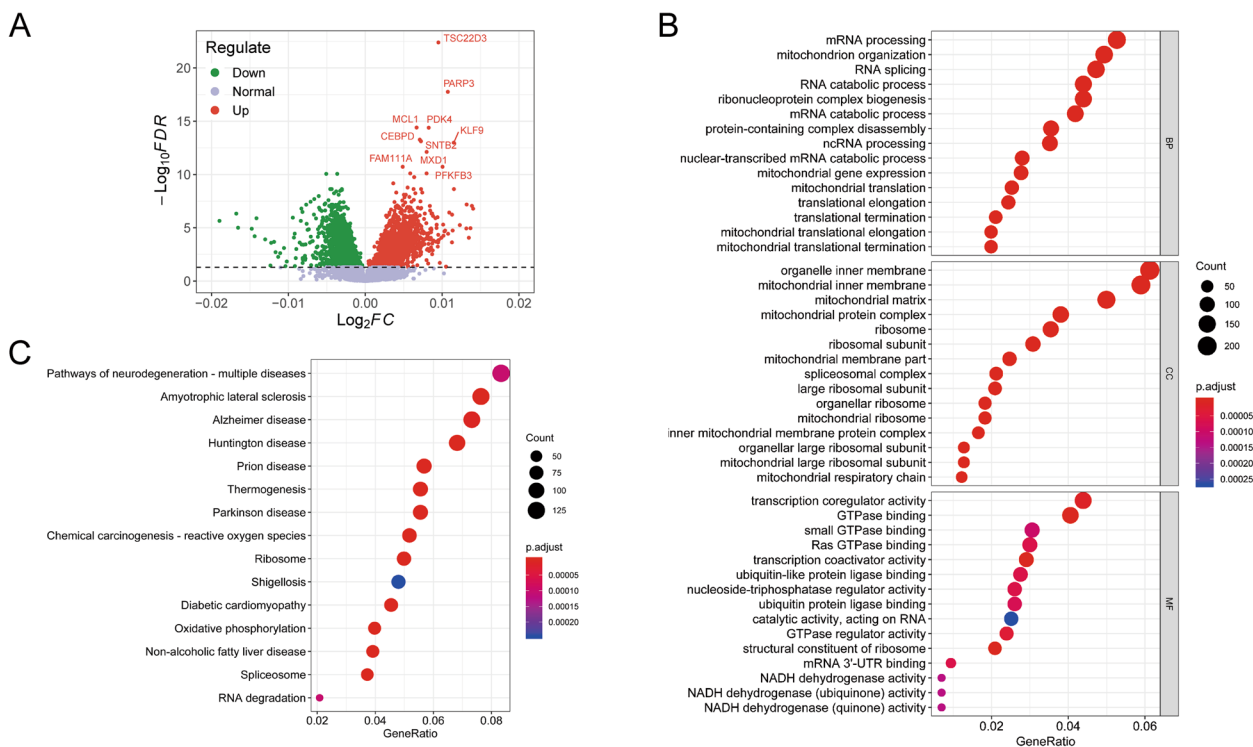 A
Regulate
Down
Normal
Up
TSC22D3
PARP3
MCL1
PDK4
KLF9
CEBPD
SNTB2
FAM111A
MXD1
PFKFB3
−Log10FDR
20
15
10
5
0
−0.02
−0.01
0.00
0.01
0.02
Log2FC
B
mRNA processing
mitochondrion organization
RNA splicing
RNA catabolic process
ribonucleoprotein complex biogenesis
mRNA catabolic process
protein-containing complex disassembly
ncRNA processing
nuclear-transcribed mRNA catabolic process
mitochondrial gene expression
mitochondrial translation
translational elongation
translational termination
mitochondrial translational elongation
mitochondrial translational termination
BP
organelle inner membrane
mitochondrial inner membrane
mitochondrial matrix
mitochondrial protein complex
ribosome
ribosomal subunit
mitochondrial membrane part
spliceosomal complex
large ribosomal subunit
organellar ribosome
mitochondrial ribosome
inner mitochondrial membrane protein complex
organellar large ribosomal subunit
mitochondrial large ribosomal subunit
mitochondrial respiratory chain
CC
transcription coregulator activity
GTPase binding
small GTPase binding
Ras GTPase binding
transcription coactivator activity
ubiquitin-like protein ligase binding
nucleoside-triphosphatase regulator activity
ubiquitin protein ligase binding
catalytic activity, acting on RNA
GTPase regulator activity
structural constituent of ribosome
mRNA 3'-UTR binding
NADH dehydrogenase activity
NADH dehydrogenase (ubiquinone) activity
NADH dehydrogenase (quinone) activity
MF
0.02
0.04
0.06
GeneRatio
Count
50
100
150
200
p.adjust
0.00005
0.00010
0.00015
0.00020
0.00025
C
Pathways of neurodegeneration - multiple diseases
Amyotrophic lateral sclerosis
Alzheimer disease
Huntington disease
Prion disease
Thermogenesis
Parkinson disease
Chemical carcinogenesis - reactive oxygen species
Ribosome
Shigellosis
Diabetic cardiomyopathy
Oxidative phosphorylation
Non-alcoholic fatty liver disease
Spliceosome
RNA degradation
0.02
0.04
0.06
0.08
GeneRatio
Count
50
75
100
125
p.adjust
0.00005
0.00010
0.00015
0.00020